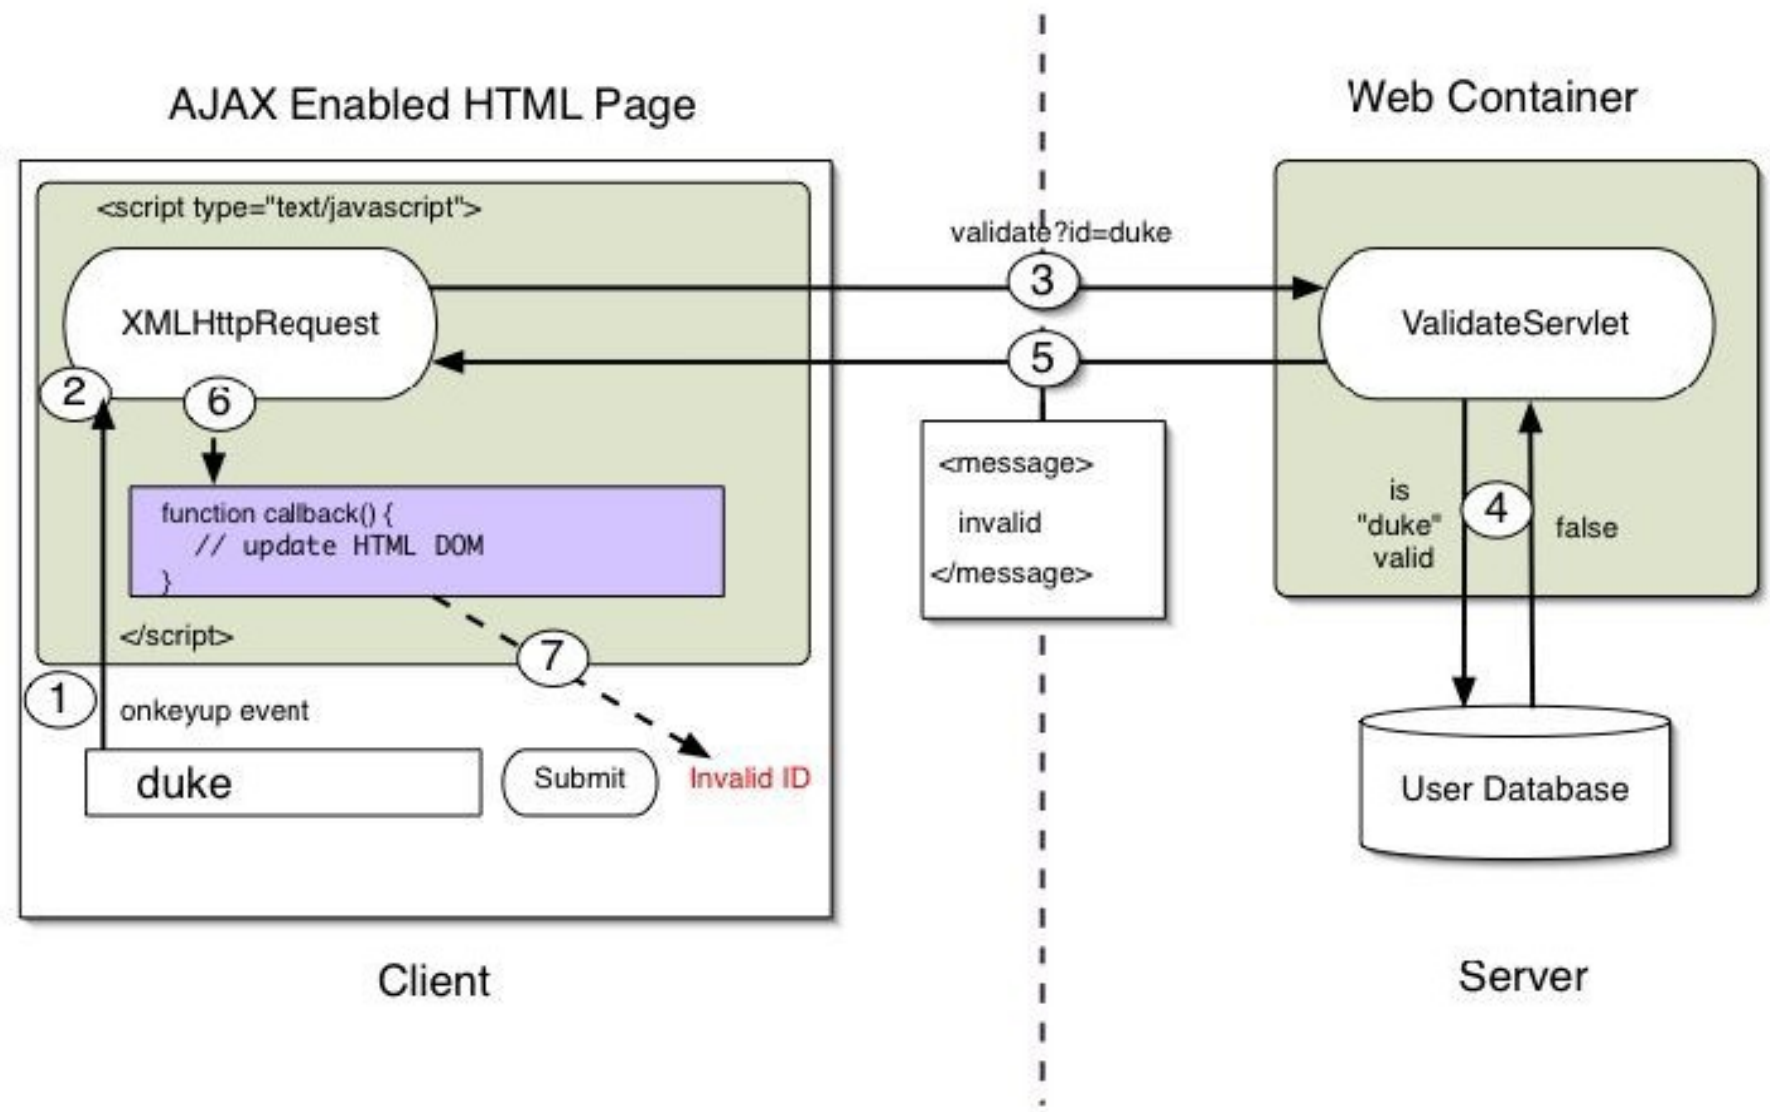 AJAX Enabled HTML Page
Web Container
<script type="text/javascript">
validate?id=duke
3
XMLHttpRequest
ValidateServlet
5
2
6
<message>
invalid
</message>
is
"duke"
valid
4
false
function callback() {
// update HTML DOM
}
</script>
7
1
onkeyup event
duke
Submit
Invalid ID
User Database
Client
Server